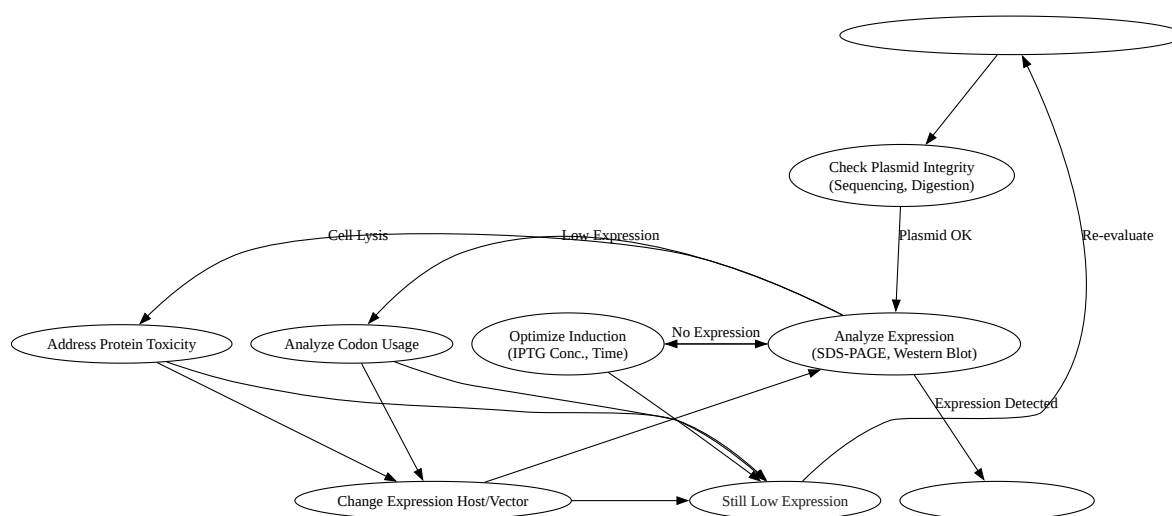 Check Plasmid Integrity
(Sequencing, Digestion)
Cell Lysis
Low Expression
Plasmid OK
Re-evaluate
Address Protein Toxicity
Analyze Codon Usage
Optimize Induction
(IPTG Conc., Time)
No Expression
Analyze Expression
(SDS-PAGE, Western Blot)
Expression Detected
Change Expression Host/Vector
Still Low Expression